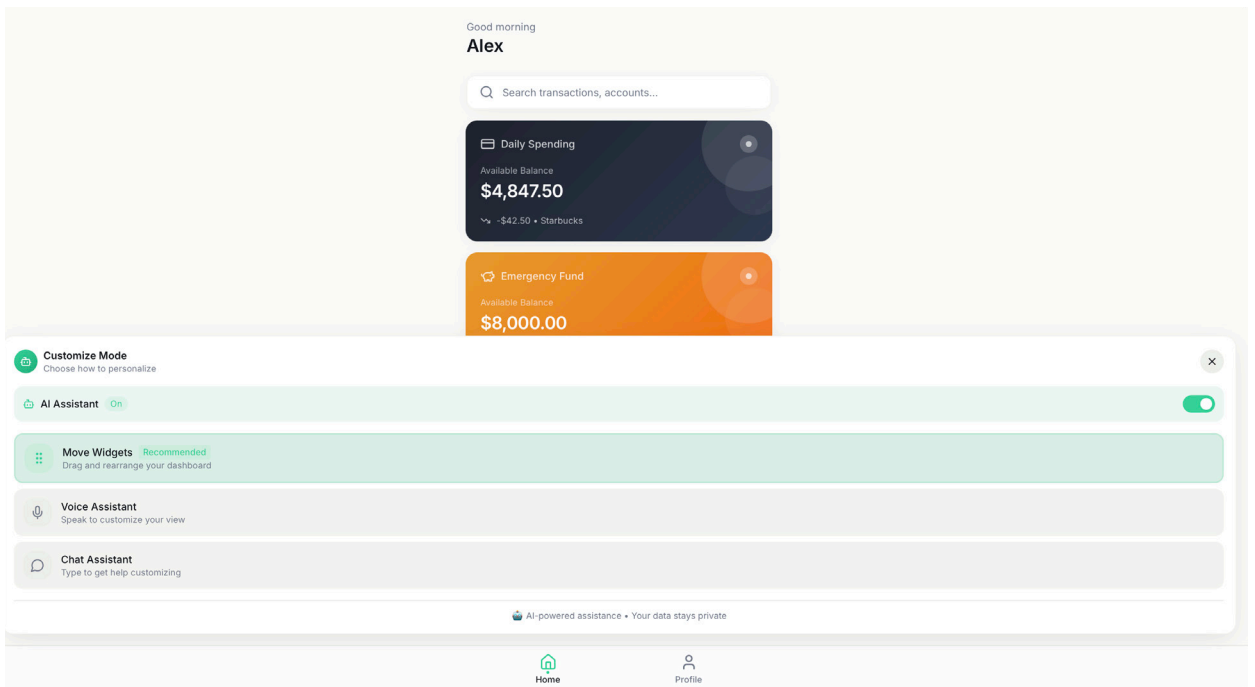 Good morning
Alex
Search transactions, accounts...
Daily Spending
Available Balance
$4,847.50
-$42.50 • Starbucks
Emergency Fund
Available Balance
$8,000.00
Customize Mode
Choose how to personalize
AI Assistant On
Move Widgets Recommended
Drag and rearrange your dashboard
Voice Assistant
Speak to customize your view
Chat Assistant
Type to get help customizing
AI-powered assistance • Your data stays private
Home Profile